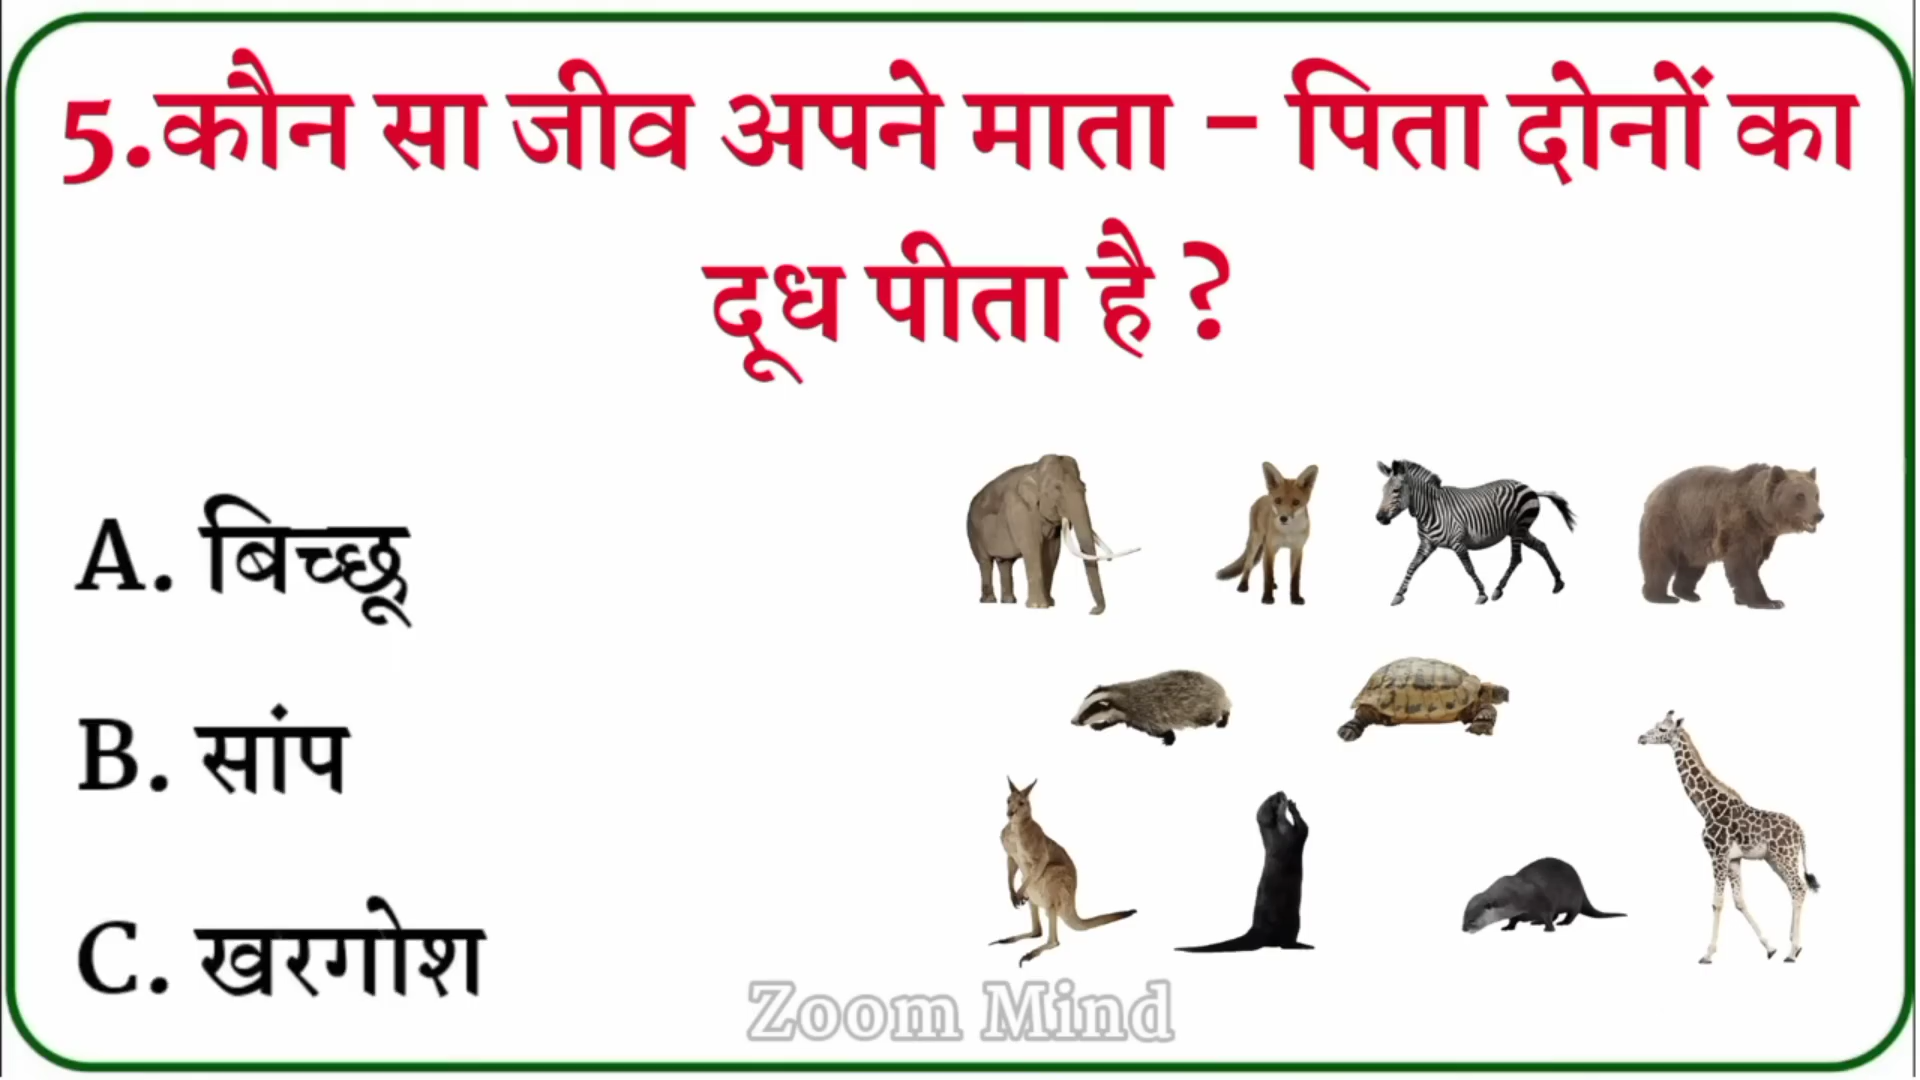 5.कौन सा जीव अपने माता - पिता दोनों का
दूध पीता है ?
A. बिच्छू
B. सांप
C. खरगोश
Zoom Mind